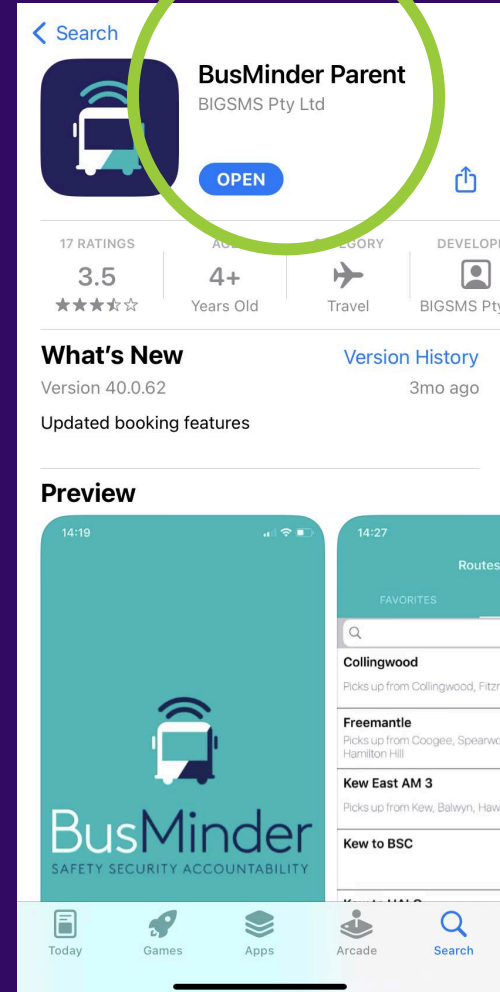 Search
BusMinder Parent
BIGSMS Pty Ltd
OPEN
17 RATINGS
3.5
4+
Years Old
CATEGORY
Travel
DEVELOP
BIGSMS Pty
What's New
Version History
Version 40.0.62
3mo ago
Updated booking features
Preview
14:19
BusMinder
SAFETY SECURITY ACCOUNTABILITY
14:27
Routes
FAVORITES
Collingwood
Picks up from Collingwood, Fitz
Freemantle
Picks up from Coogee, Spearwo
Hamilton Hill
Kew East AM 3
Picks up from Kew, Balwyn, Haw
Kew to BSC
Today
Games
Apps
Arcade
Search